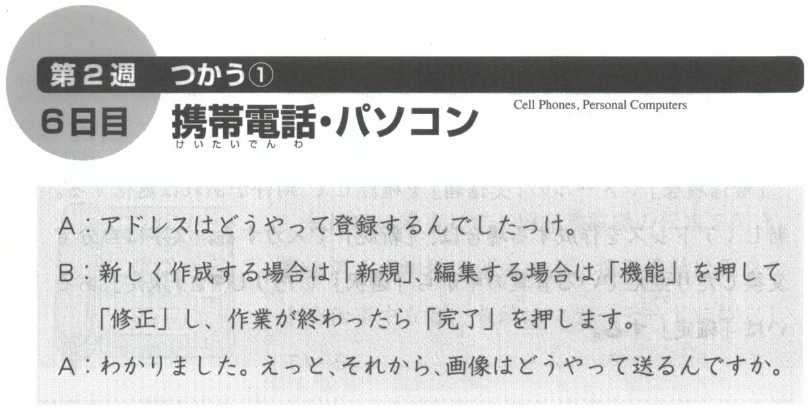 第2週 つかう①
6日目 携帯電話・パソコン Cell Phones, Personal Computers
けいたいでんわ
A：アドレスはどうやって登録するんでしたっけ。
B：新しく作成する場合は「新規」、編集する場合は「機能」を押して
「修正」し、作業が終わったら「完了」を押します。
A：わかりました。えっと、それから、画像はどうやって送るんですか。